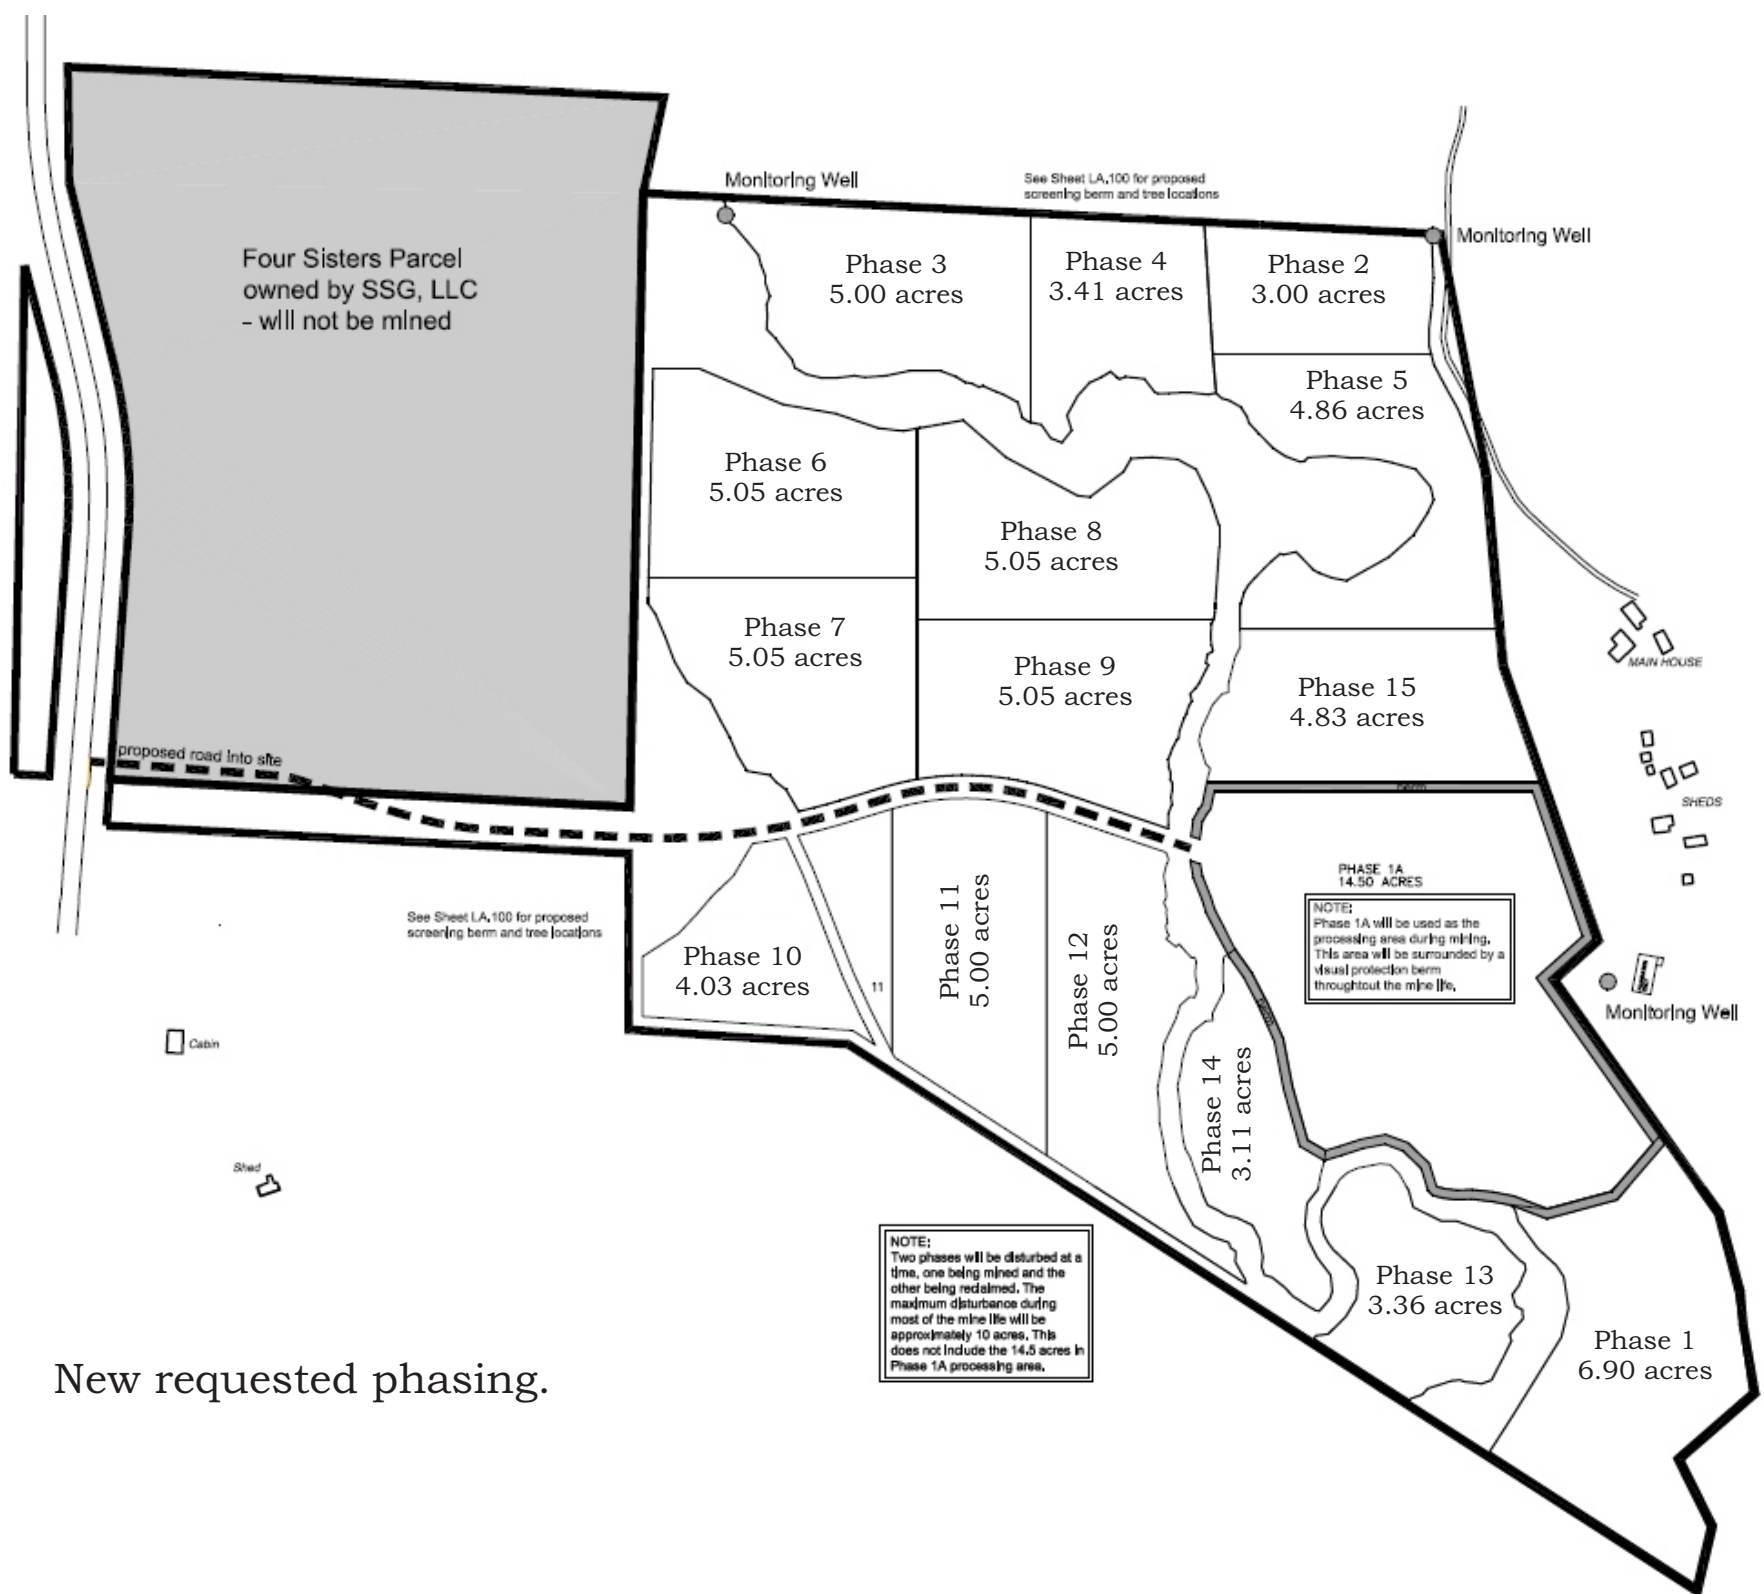 Monitoring Well
See Sheet LA.100 for proposed
screening berm and tree locations
Monitoring Well
Four Sisters Parcel
owned by SSG, LLC
- will not be mined
Phase 3
5.00 acres
Phase 4
3.41 acres
Phase 2
3.00 acres
Phase 5
4.86 acres
Phase 6
5.05 acres
Phase 8
5.05 acres
Phase 7
5.05 acres
Phase 9
5.05 acres
Phase 15
4.83 acres
MAIN HOUSE
proposed road into site
berm
SHEDS
PHASE 1A
14.50 ACRES
NOTE:
Phase 1A will be used as the
processing area during mining.
This area will be surrounded by a
visual protection berm
throughtout the mine life.
See Sheet LA.100 for proposed
screening berm and tree locations
Phase 10
4.03 acres
11
Phase 11
5.00 acres
Phase 12
5.00 acres
berm
Monitoring Well
Cabin
Shed
Phase 14
3.11 acres
NOTE:
Two phases will be disturbed at a
time, one being mined and the
other being reclaimed. The
maximum disturbance during
most of the mine life will be
approximately 10 acres. This
does not include the 14.5 acres in
Phase 1A processing area.
Phase 13
3.36 acres
Phase 1
6.90 acres
New requested phasing.